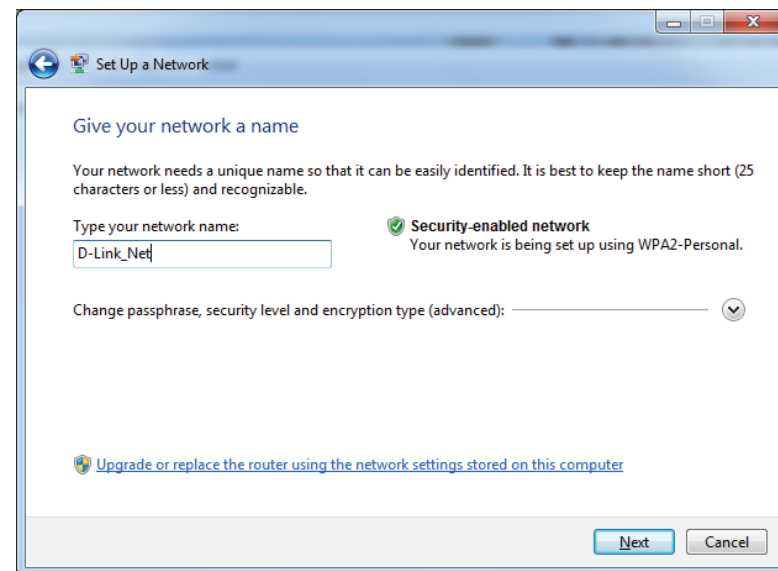 Set Up a Network
Give your network a name
Your network needs a unique name so that it can be easily identified. It is best to keep the name short (25
characters or less) and recognizable.
Type your network name:
D-Link_Net
Security-enabled network
Your network is being set up using WPA2-Personal.
Change passphrase, security level and encryption type (advanced):
Upgrade or replace the router using the network settings stored on this computer
Next
Cancel